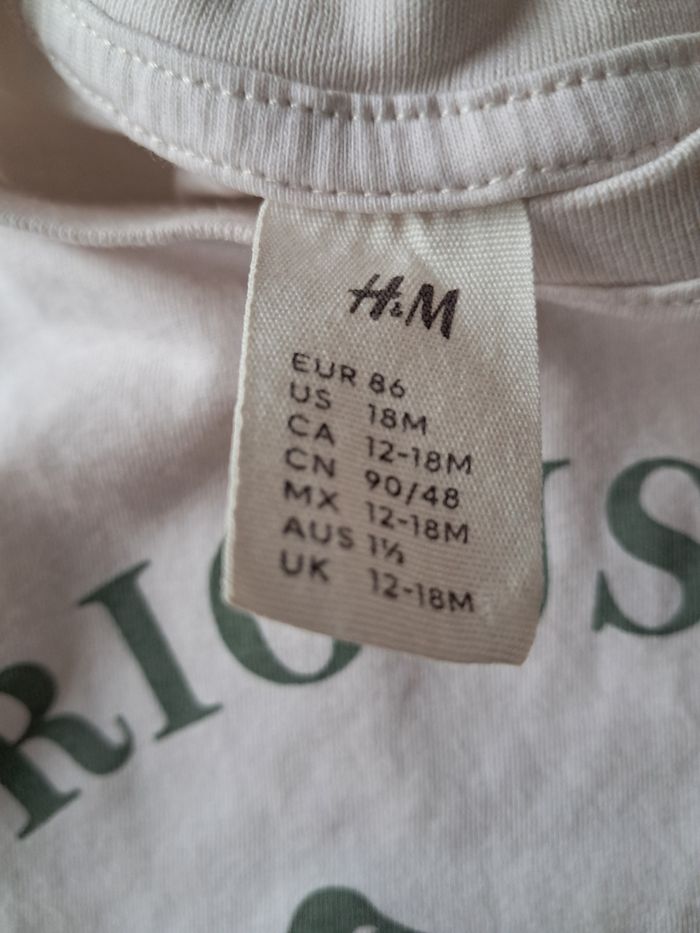 H&M
EUR 86
US 18M
CA 12-18M
CN 90/48
MX 12-18M
AUS 1½
UK 12-18M
RIOUS